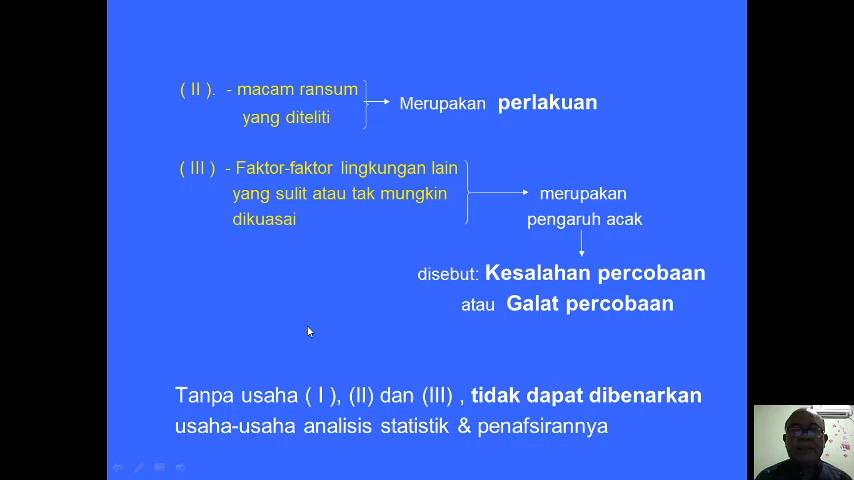 ( II ). - macam ransum
yang diteliti
Merupakan perlakuan
( III ) - Faktor-faktor lingkungan lain
yang sulit atau tak mungkin
dikuasai
merupakan
pengaruh acak
disebut: Kesalahan percobaan
atau Galat percobaan
Tanpa usaha ( I ), (II) dan (III) , tidak dapat dibenarkan
usaha-usaha analisis statistik & penafsirannya